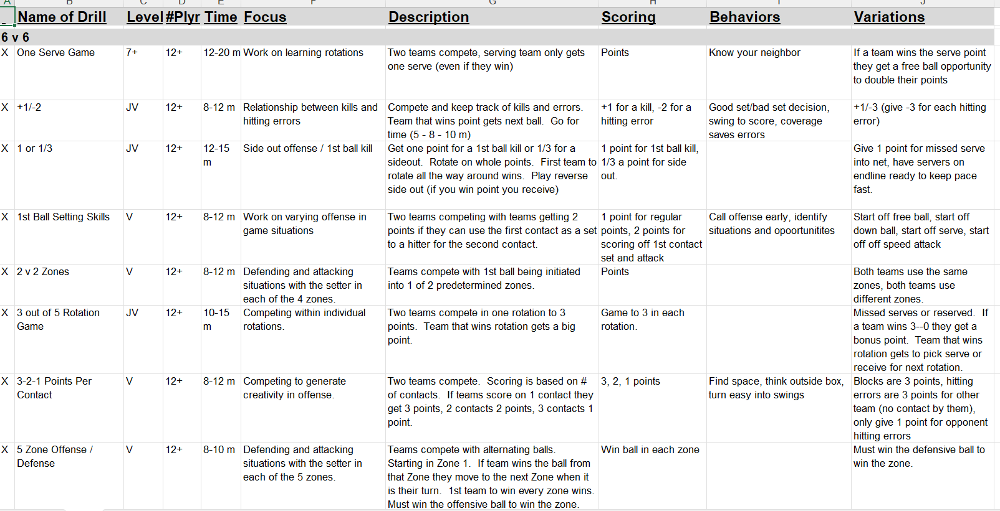 A B C D E F G H I J
- Name of Drill Level #Plyr Time Focus Description Scoring Behaviors Variations
6 v 6
X One Serve Game 7+ 12+ 12-20 m Work on learning rotations Two teams compete, serving team only gets Points Know your neighbor If a team wins the serve point
one serve (even if they win) they get a free ball opportunity
to double their points
X +1/-2 JV 12+ 8-12 m Relationship between kills and Compete and keep track of kills and errors. +1 for a kill, -2 for a Good set/bad set decision, +1/-3 (give -3 for each hitting
hitting errors Team that wins point gets next ball. Go for hitting error swing to score, coverage error)
time (5 - 8 - 10 m) saves errors
X 1 or 1/3 JV 12+ 12-15 Side out offense / 1st ball kill Get one point for a 1st ball kill or 1/3 for a 1 point for 1st ball kill, Give 1 point for missed serve
m sideout. Rotate on whole points. First team to 1/3 a point for side into net, have servers on
rotate all the way around wins. Play reverse out. endline ready to keep pace
side out (if you win point you receive) fast.
X 1st Ball Setting Skills V 12+ 8-12 m Work on varying offense in Two teams competing with teams getting 2 1 point for regular Call offense early, identify Start off free ball, start off
game situations points if they can use the first contact as a set points, 2 points for situations and opoortunitites down ball, start off serve, start
to a hitter for the second contact. scoring off 1st contact off off speed attack
set and attack
X 2 v 2 Zones V 12+ 8-12 m Defending and attacking Teams compete with 1st ball being initiated Points Both teams use the same
situations with the setter in into 1 of 2 predetermined zones. zones, both teams use
each of the 4 zones. different zones.
X 3 out of 5 Rotation JV 12+ 10-15 Competing within individual Two teams compete in one rotation to 3 Game to 3 in each Missed serves or reserved. If
Game m rotations. points. Team that wins rotation gets a big rotation. a team wins 3--0 they get a
point. bonus point. Team that wins
rotation gets to pick serve or
receive for next rotation.
X 3-2-1 Points Per V 12+ 8-12 m Competing to generate Two teams compete. Scoring is based on # 3, 2, 1 points Find space, think outside box, Blocks are 3 points, hitting
Contact creativity in offense. of contacts. If teams score on 1 contact they turn easy into swings errors are 3 points for other
get 3 points, 2 contacts 2 points, 3 contacts 1 team (no contact by them),
point. only give 1 point for opponent
hitting errors
X 5 Zone Offense / V 12+ 8-10 m Defending and attacking Teams compete with alternating balls. Win ball in each zone Must win the defensive ball to
Defense situations with the setter in Starting in Zone 1. If team wins the ball from win the zone.
each of the 5 zones. that Zone they move to the next Zone when it
is their turn. 1st team to win every zone wins.
Must win the offensive ball to win the zone.